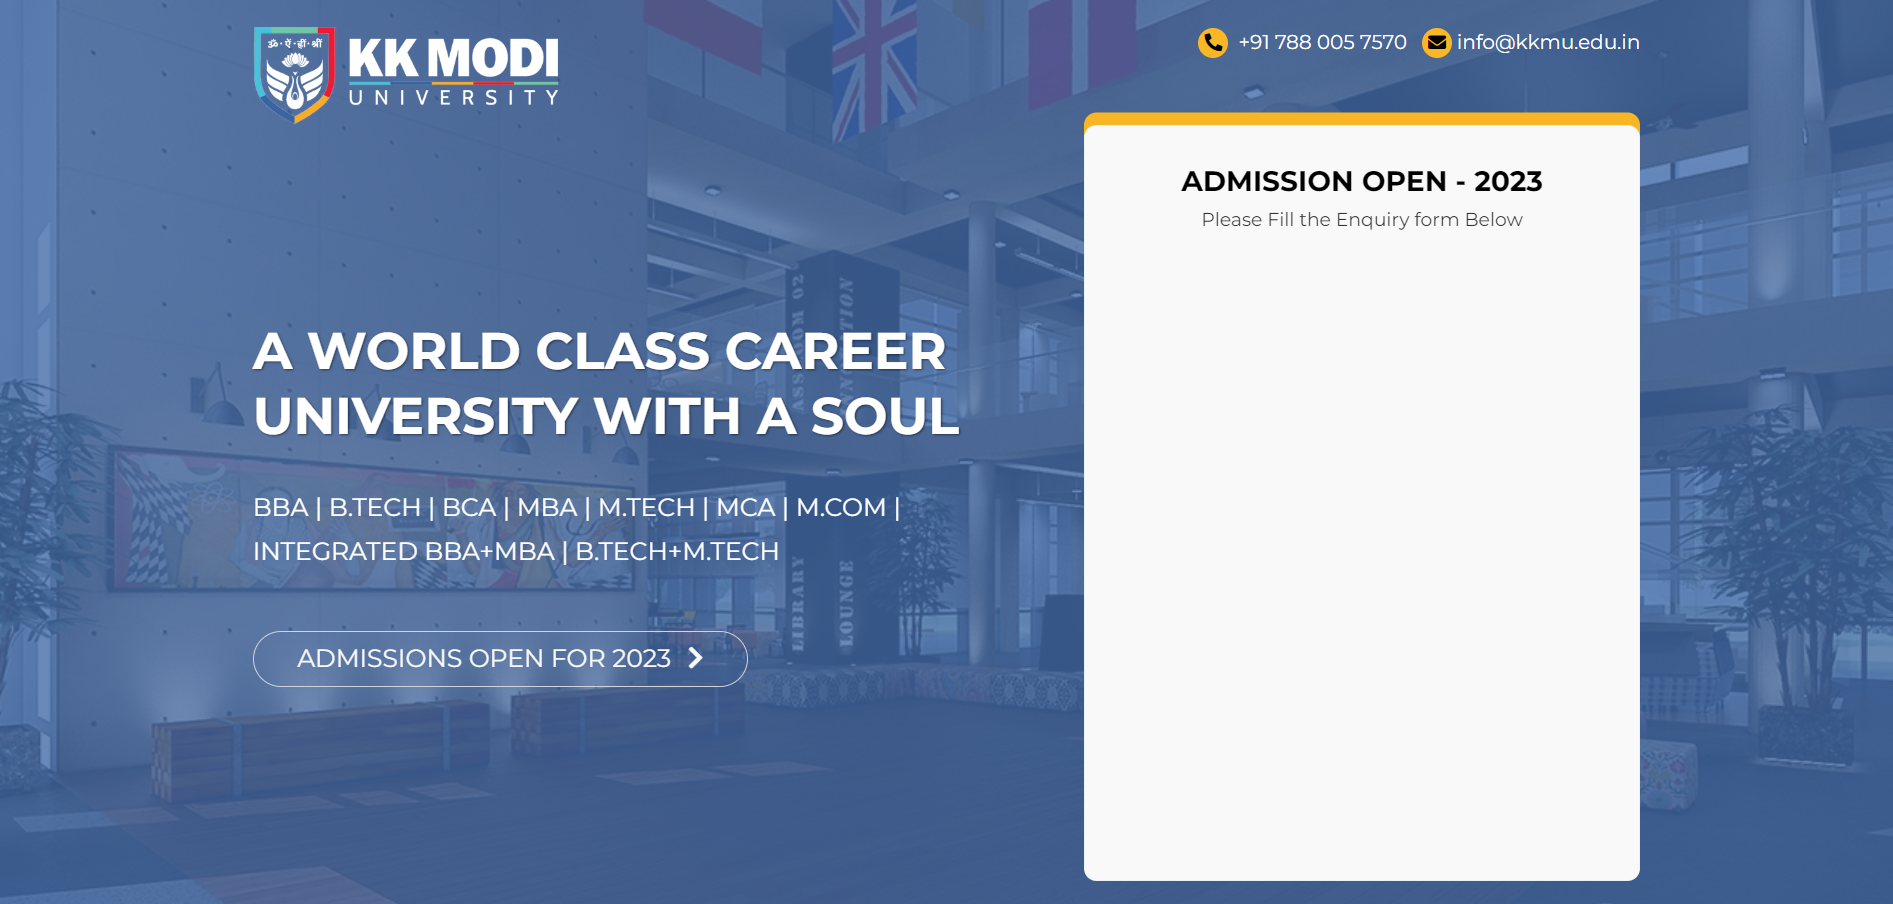 ॐ·ऐं·ह्रीं·श्रीं
KK MODI
UNIVERSITY
+91 788 005 7570
info@kkmu.edu.in
ADMISSION OPEN - 2023
Please Fill the Enquiry form Below
A WORLD CLASS CAREER
UNIVERSITY WITH A SOUL
BBA | B.TECH | BCA | MBA | M.TECH | MCA | M.COM |
INTEGRATED BBA+MBA | B.TECH+M.TECH
ADMISSIONS OPEN FOR 2023
LOUNGE